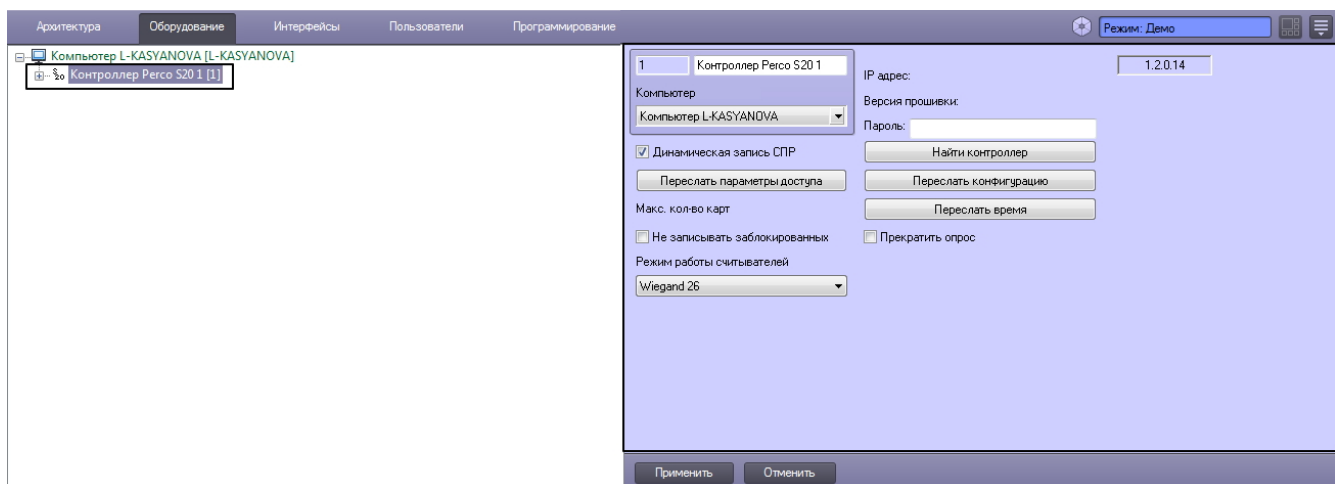 Архитектура Оборудование Интерфейсы Пользователи Программирование Режим: Демо
Компьютер L-KASYANOVA [L-KASYANOVA]
Контроллер Perco S20 1 [1]
1 Контроллер Perco S20 1
Компьютер
Компьютер L-KASYANOVA
Динамическая запись СПР
Переслать параметры доступа
Макс. кол-во карт
Не записывать заблокированных
Режим работы считывателей
Wiegand 26
IP адрес:
1.2.0.14
Версия прошивки:
Пароль:
Найти контроллер
Переслать конфигурацию
Переслать время
Прекратить опрос
Применить Отменить